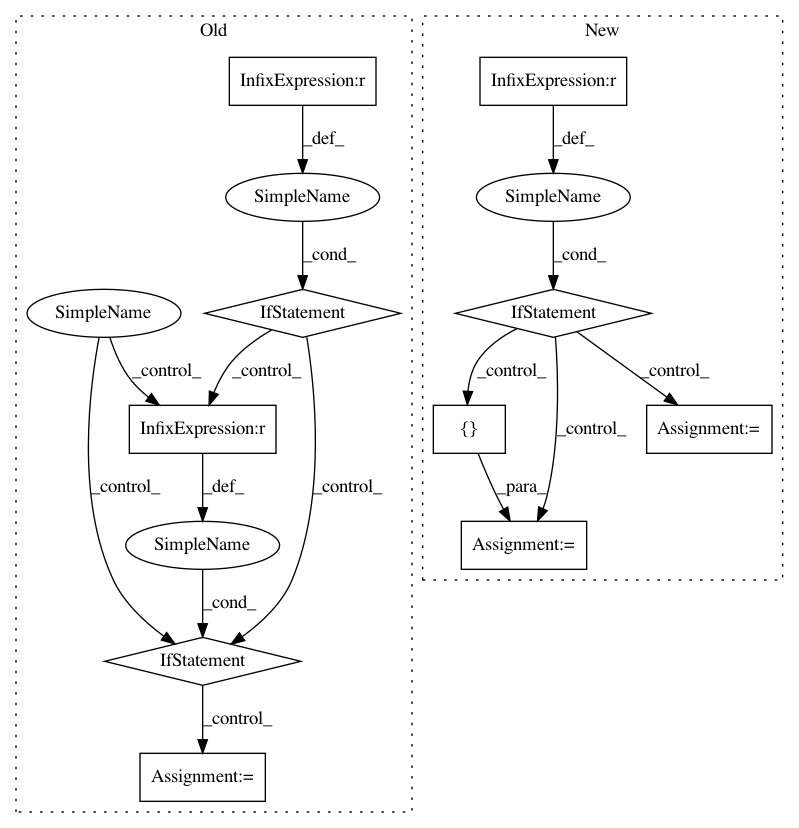 Old
New
InfixExpression:r
InfixExpression:r
_def_
_def_
SimpleName
SimpleName
_cond_
_cond_
SimpleName
IfStatement
IfStatement
_control_
_control_
_control_
_control_
InfixExpression:r
{}
Assignment:=
_control_
_control_
_def_
_control_
_para_
SimpleName
Assignment:=
_cond_
IfStatement
_control_
Assignment:=